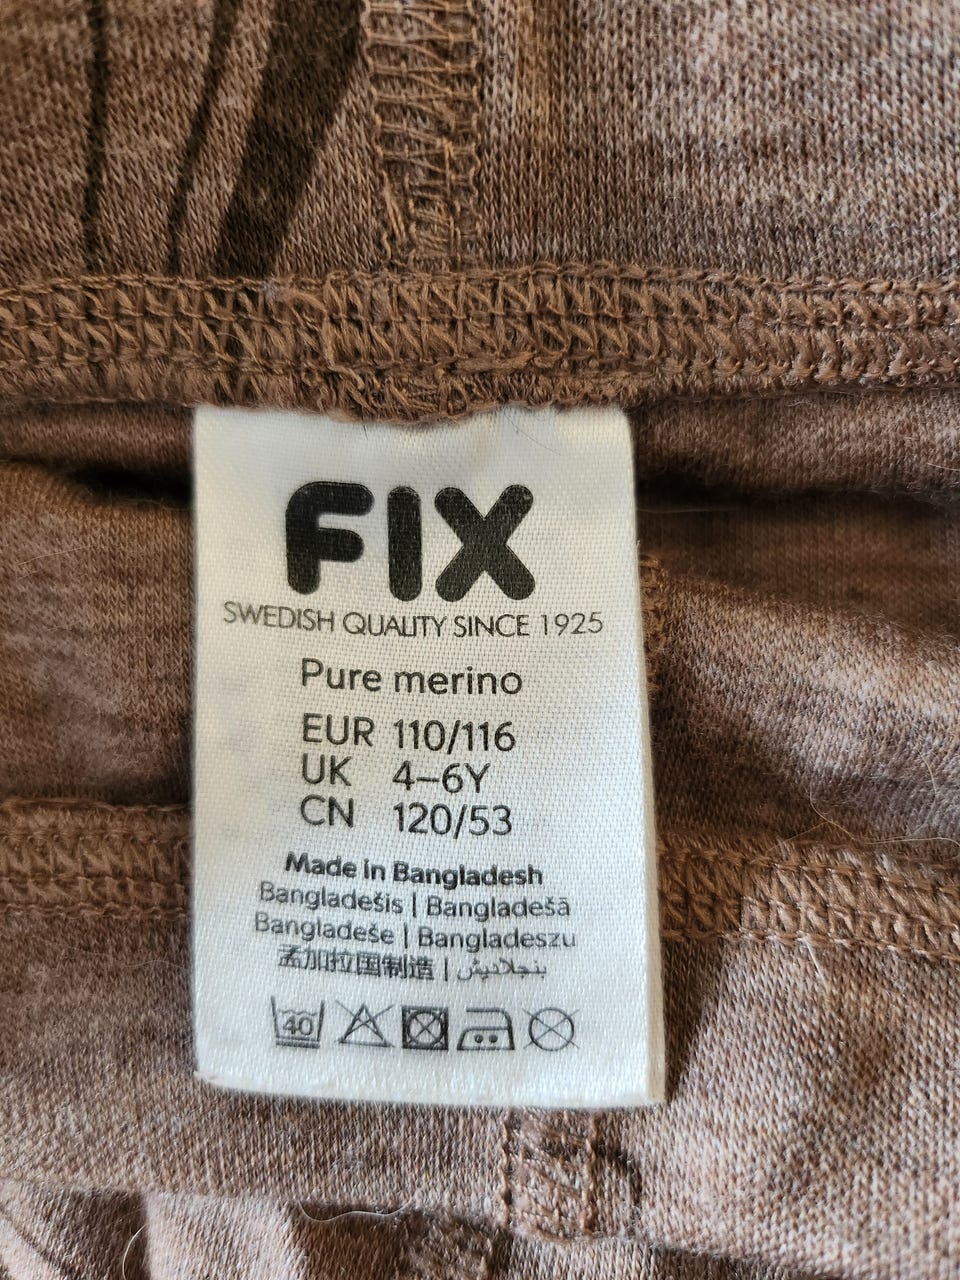 FIX
SWEDISH QUALITY SINCE 1925
Pure merino
EUR 110/116
UK 4–6Y
CN 120/53
Made in Bangladesh
Bangladešis | Bangladešā
Bangladeše | Bangladeszu
孟加拉国制造 | بنجلاديش
40